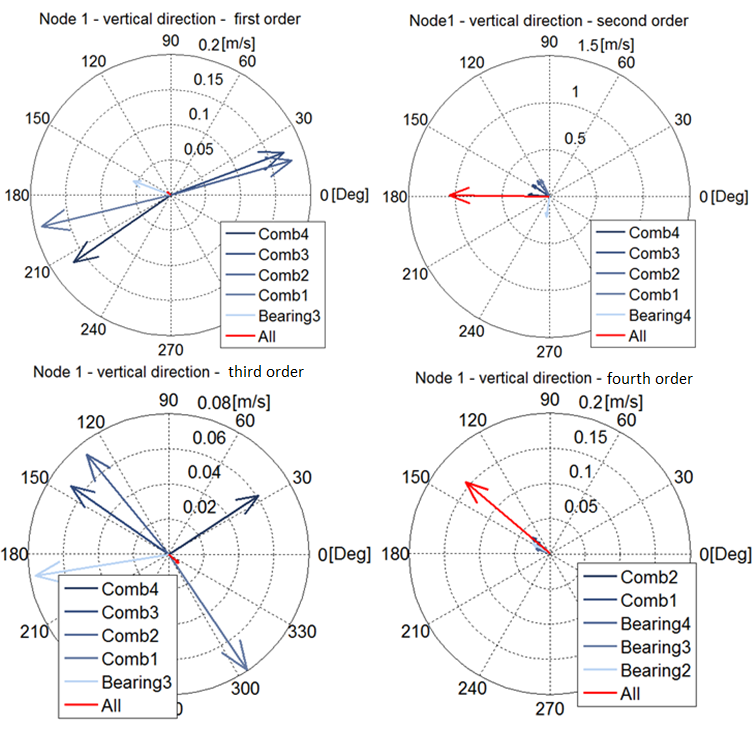 Node 1 - vertical direction - first order
90
0.2[m/s]
120
60
0.15
0.1
150
30
0.05
180
0[Deg]
210
240
270
Comb4
Comb3
Comb2
Comb1
Bearing3
All
Node1 - vertical direction - second order
90
1.5[m/s]
120
60
1
150
30
0.5
180
0[Deg]
210
240
270
Comb4
Comb3
Comb2
Comb1
Bearing4
All
Node 1 - vertical direction - third order
90
0.08[m/s]
120
60
0.06
0.04
150
30
0.02
180
0[Deg]
210
330
300
0
Comb4
Comb3
Comb2
Comb1
Bearing3
All
Node 1 - vertical direction - fourth order
90
0.2[m/s]
120
60
0.15
0.1
150
30
0.05
180
0[Deg]
210
240
270
Comb2
Comb1
Bearing4
Bearing3
Bearing2
All